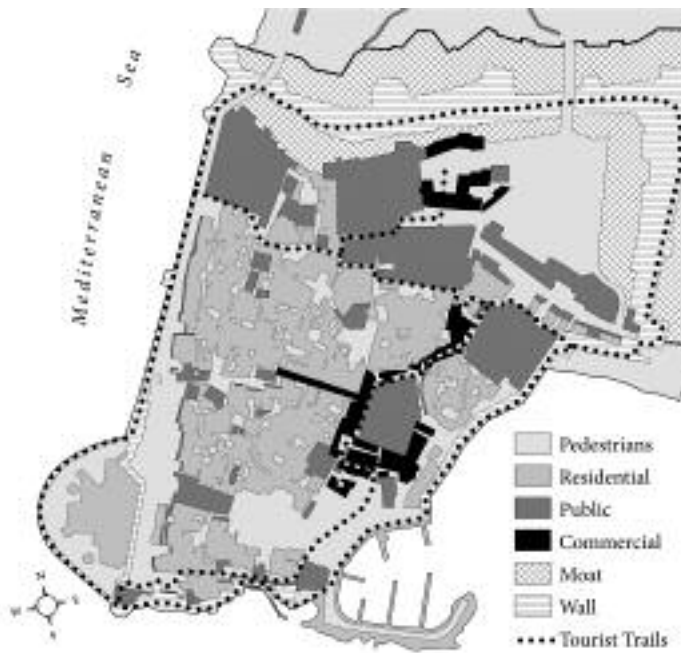 Mediterranean Sea
Pedestrians
Residential
Public
Commercial
Moat
Wall
Tourist Trails